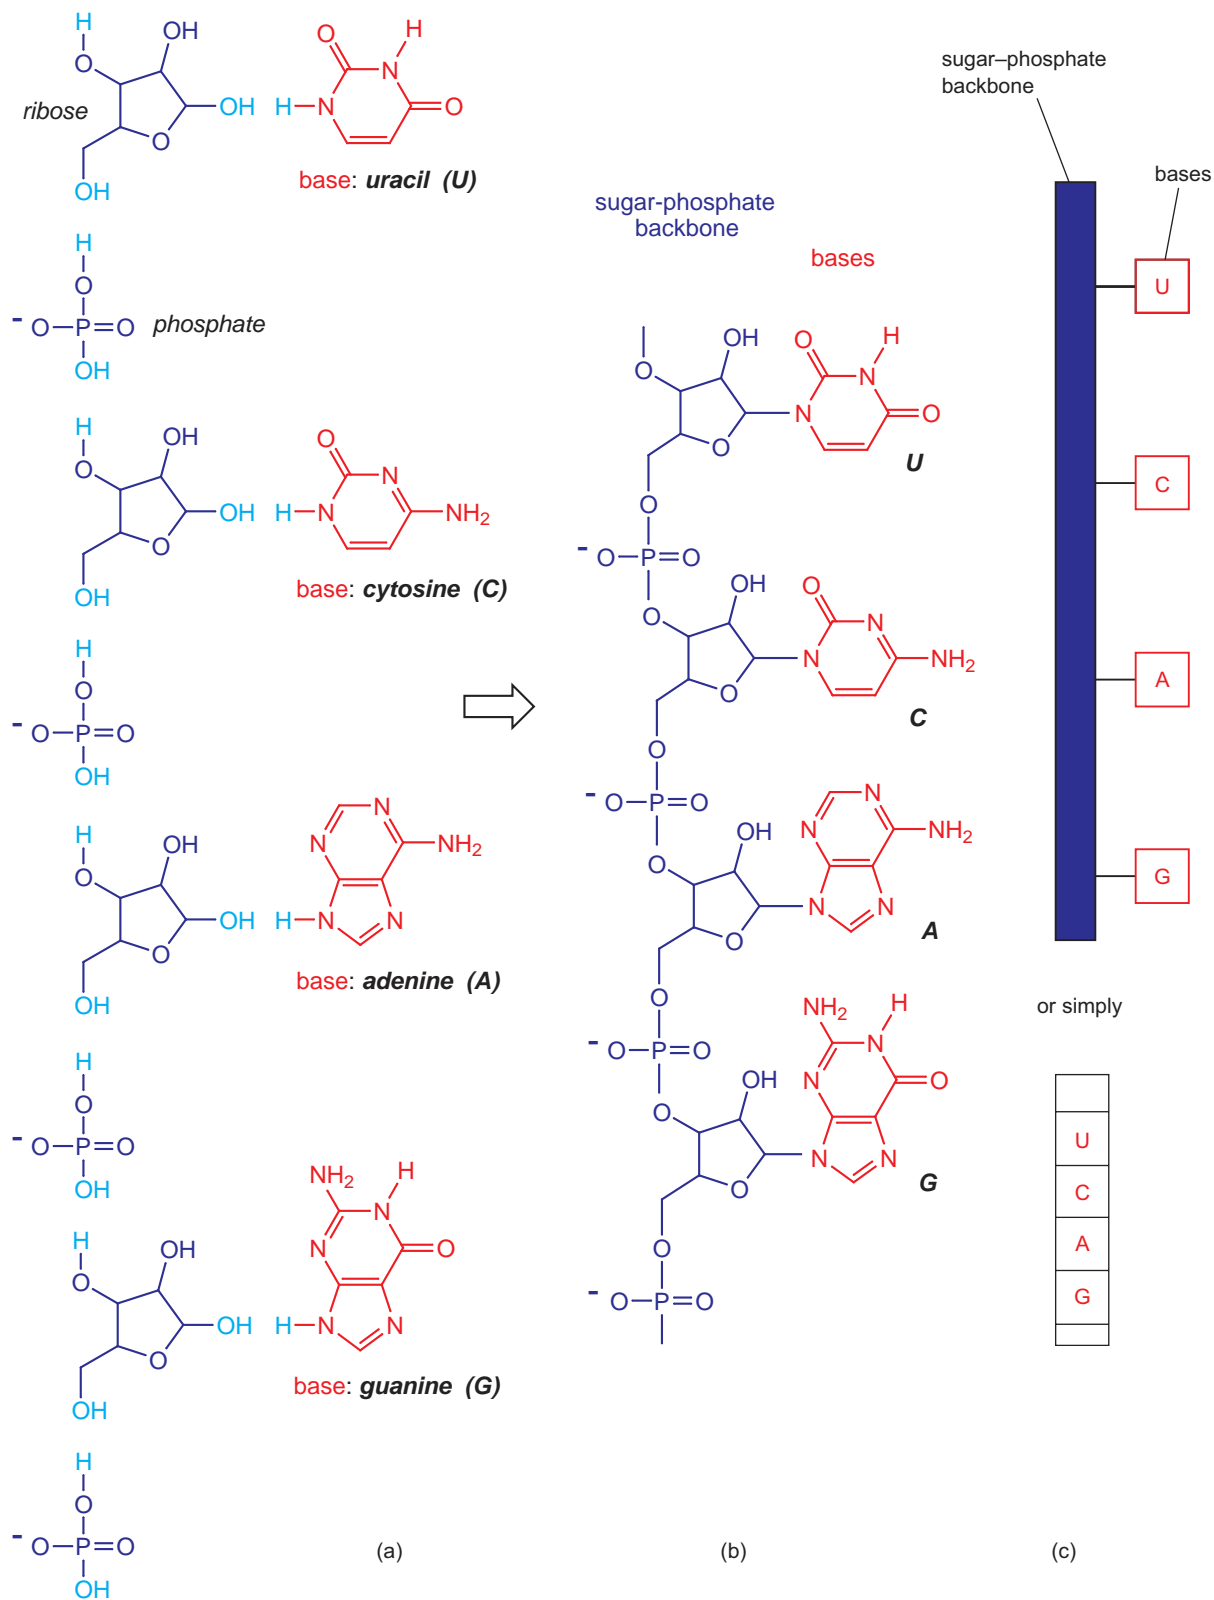 H
OH
O
ribose
OH
O
OH
O
H
N
H
N
O
base: uracil (U)
H
O
- O P O
phosphate
OH
H
OH
O
OH
O
OH
O
N
H
N
NH2
base: cytosine (C)
H
O
- O P O
OH
H
OH
O
OH
O
OH
N
N
NH2
H
N
N
base: adenine (A)
H
O
- O P O
OH
H
OH
O
OH
O
OH
NH2
H
N
N
O
H
N
N
base: guanine (G)
H
O
- O P O
OH
(a)
sugar-phosphate
backbone
bases
OH
O
O
O
H
N
N
O
U
O
- O P O
O
OH
O
O
N
N
NH2
C
O
- O P O
O
OH
O
N
N
NH2
N
N
A
O
- O P O
O
OH
O
NH2
H
N
N
O
N
N
G
O
- O P O
(b)
sugar–phosphate
backbone
bases
U
C
A
G
or simply
U
C
A
G
(c)